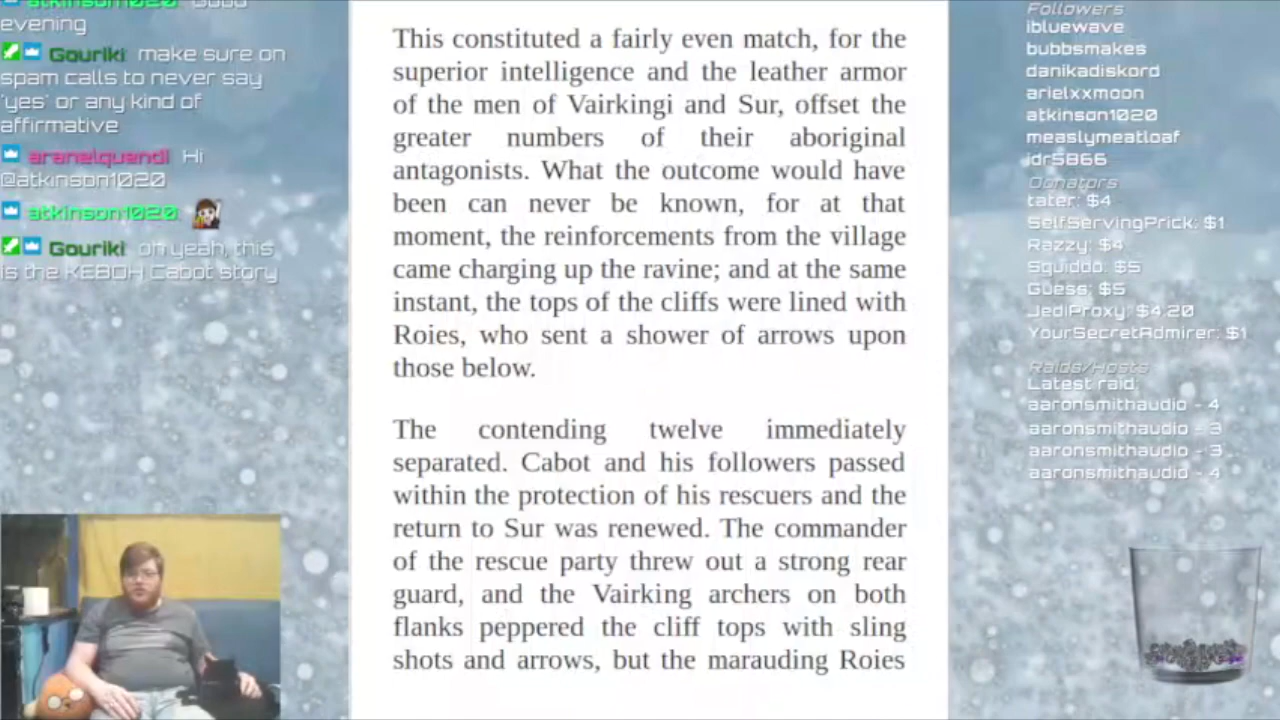 atkinson1020: Good
evening
Gouriki: make sure on
spam calls to never say
'yes' or any kind of
affirmative
aranelquendi Hi
@atkinson1020
atkinson1020:
Gouriki: oh yeah, this
is the KEBOH Cabot story
This constituted a fairly even match, for the
superior intelligence and the leather armor
of the men of Vairkingi and Sur, offset the
greater numbers of their aboriginal
antagonists. What the outcome would have
been can never be known, for at that
moment, the reinforcements from the village
came charging up the ravine; and at the same
instant, the tops of the cliffs were lined with
Roies, who sent a shower of arrows upon
those below.
The contending twelve immediately
separated. Cabot and his followers passed
within the protection of his rescuers and the
return to Sur was renewed. The commander
of the rescue party threw out a strong rear
guard, and the Vairking archers on both
flanks peppered the cliff tops with sling
shots and arrows, but the marauding Roies
Followers
ibluewave
bubbsmakes
danikadiskord
arielxxmoon
atkinson1020
measlymeatloaf
jdr5866
Donators
tater: $4
SelfServingPrick: $1
Razzy: $4
Squiddo: $5
Guess: $5
JediProxy: $4.20
YourSecretAdmirer: $1
Raids/Hosts
Latest raid:
aaronsmithaudio - 4
aaronsmithaudio - 3
aaronsmithaudio - 3
aaronsmithaudio - 4